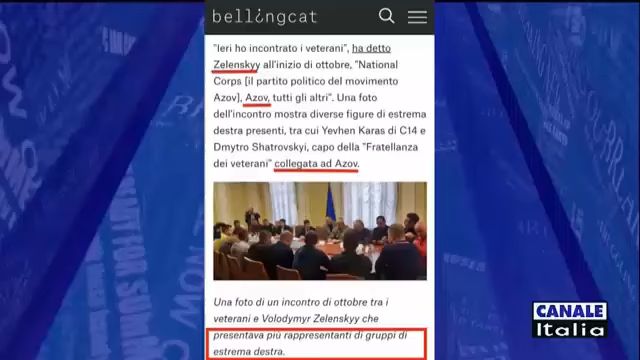 bellingcat
"Ieri ho incontrato i veterani", ha detto
Zelenskyy all'inizio di ottobre, "National
Corps [il partito politico del movimento
Azov], Azov, tutti gli altri". Una foto
dell'incontro mostra diverse figure di estrema
destra presenti, tra cui Yevhen Karas di C14 e
Dmytro Shatrovskyi, capo della "Fratellanza
dei veterani" collegata ad Azov.
Una foto di un incontro di ottobre tra i
veterani e Volodymyr Zelenskyy che
presentava più rappresentanti di gruppi di
estrema destra.
CANALE
Italia